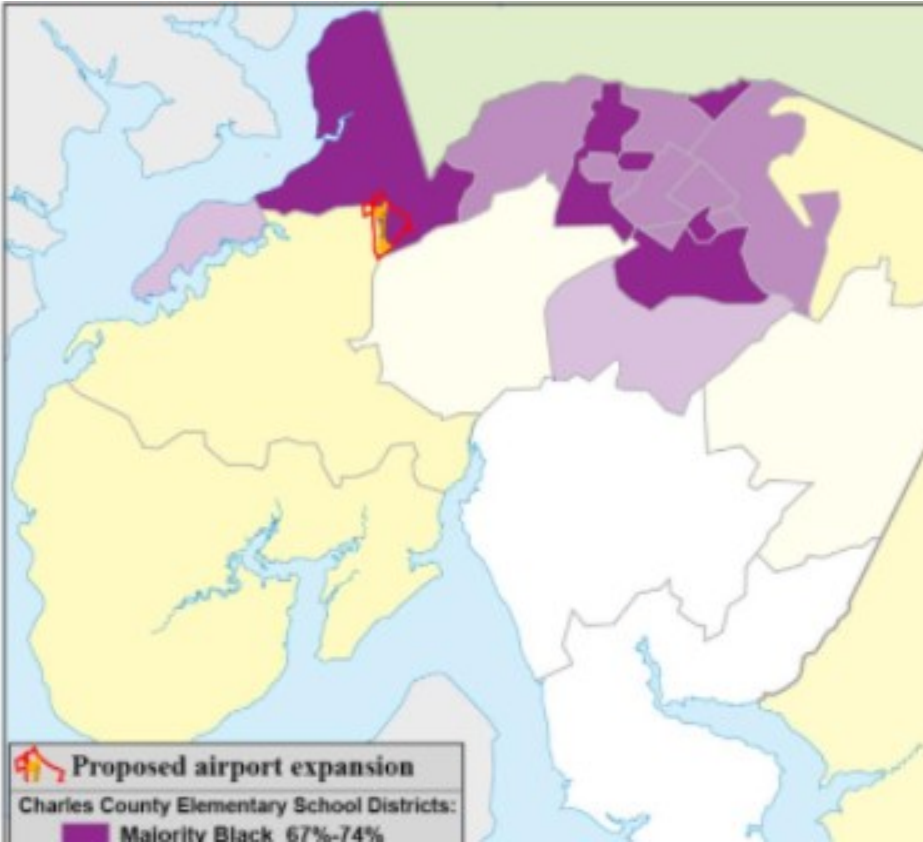 Proposed airport expansion
Charles County Elementary School Districts:
Majority Black 67%-74%